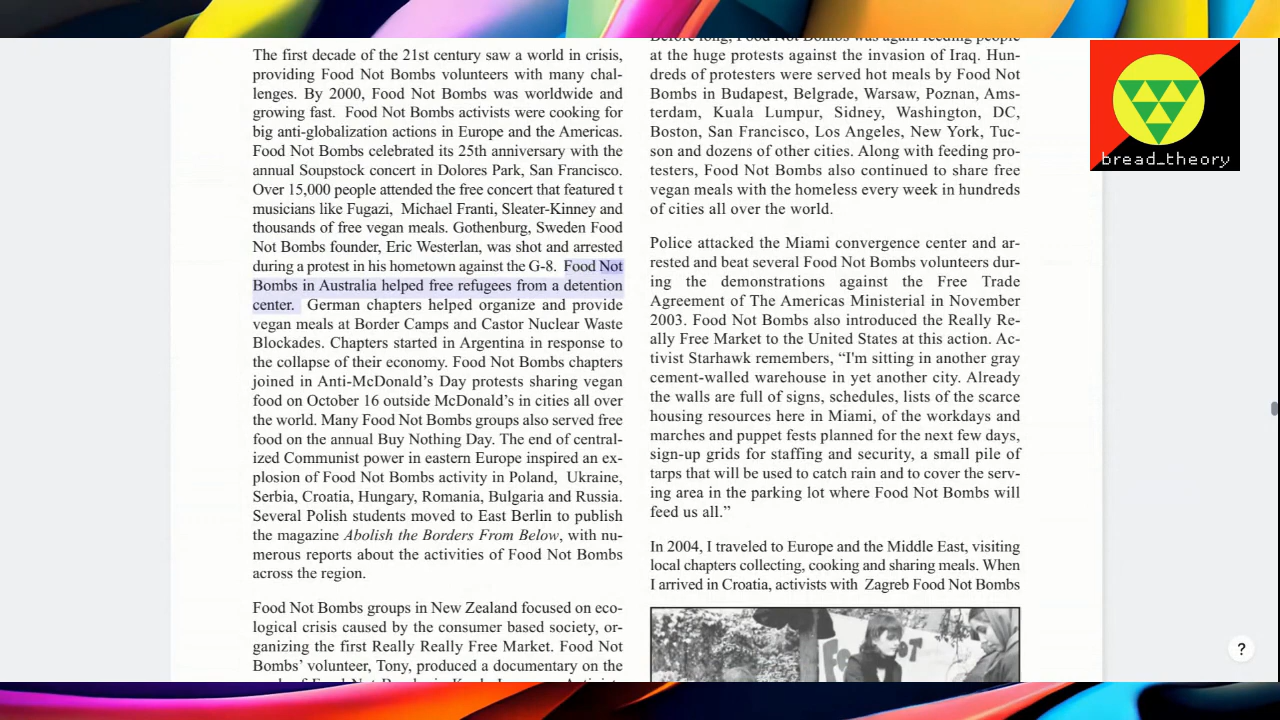 The first decade of the 21st century saw a world in crisis,
providing Food Not Bombs volunteers with many chal-
lenges. By 2000, Food Not Bombs was worldwide and
growing fast.  Food Not Bombs activists were cooking for
big anti-globalization actions in Europe and the Americas.
Food Not Bombs celebrated its 25th anniversary with the
annual Soupstock concert in Dolores Park, San Francisco.
Over 15,000 people attended the free concert that featured t
musicians like Fugazi,  Michael Franti, Sleater-Kinney and
thousands of free vegan meals. Gothenburg, Sweden Food
Not Bombs founder, Eric Westerlan, was shot and arrested
during a protest in his hometown against the G-8.  Food Not
Bombs in Australia helped free refugees from a detention
center.  German chapters helped organize and provide
vegan meals at Border Camps and Castor Nuclear Waste
Blockades. Chapters started in Argentina in response to
the collapse of their economy. Food Not Bombs chapters
joined in Anti-McDonald's Day protests sharing vegan
food on October 16 outside McDonald's in cities all over
the world. Many Food Not Bombs groups also served free
food on the annual Buy Nothing Day. The end of central-
ized Communist power in eastern Europe inspired an ex-
plosion of Food Not Bombs activity in Poland,  Ukraine,
Serbia, Croatia, Hungary, Romania, Bulgaria and Russia.
Several Polish students moved to East Berlin to publish
the magazine Abolish the Borders From Below, with nu-
merous reports about the activities of Food Not Bombs
across the region.
Food Not Bombs groups in New Zealand focused on eco-
logical crisis caused by the consumer based society, or-
ganizing the first Really Really Free Market. Food Not
Bombs' volunteer, Tony, produced a documentary on the
Before long, Food Not Bombs was again feeding people
at the huge protests against the invasion of Iraq. Hun-
dreds of protesters were served hot meals by Food Not
Bombs in Budapest, Belgrade, Warsaw, Poznan, Ams-
terdam, Kuala Lumpur, Sidney, Washington, DC,
Boston, San Francisco, Los Angeles, New York, Tuc-
son and dozens of other cities. Along with feeding pro-
testers, Food Not Bombs also continued to share free
vegan meals with the homeless every week in hundreds
of cities all over the world.
Police attacked the Miami convergence center and ar-
rested and beat several Food Not Bombs volunteers dur-
ing the demonstrations against the Free Trade
Agreement of The Americas Ministerial in November
2003. Food Not Bombs also introduced the Really Re-
ally Free Market to the United States at this action. Ac-
tivist Starhawk remembers, “I'm sitting in another gray
cement-walled warehouse in yet another city. Already
the walls are full of signs, schedules, lists of the scarce
housing resources here in Miami, of the workdays and
marches and puppet fests planned for the next few days,
sign-up grids for staffing and security, a small pile of
tarps that will be used to catch rain and to cover the serv-
ing area in the parking lot where Food Not Bombs will
feed us all.”
In 2004, I traveled to Europe and the Middle East, visiting
local chapters collecting, cooking and sharing meals. When
I arrived in Croatia, activists with  Zagreb Food Not Bombs
bread_theory
?